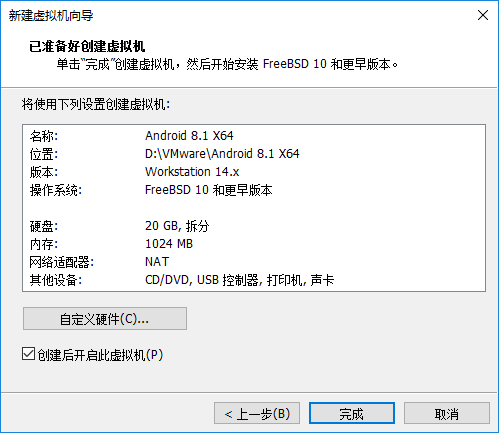 新建虚拟机向导
已准备好创建虚拟机
单击“完成”创建虚拟机，然后开始安装 FreeBSD 10 和更早版本。
将使用下列设置创建虚拟机:
名称: Android 8.1 X64
位置: D:\VMware\Android 8.1 X64
版本: Workstation 14.x
操作系统: FreeBSD 10 和更早版本
硬盘: 20 GB, 拆分
内存: 1024 MB
网络适配器: NAT
其他设备: CD/DVD, USB 控制器, 打印机, 声卡
自定义硬件(C)...
创建后开启此虚拟机(P)
< 上一步(B) 完成 取消